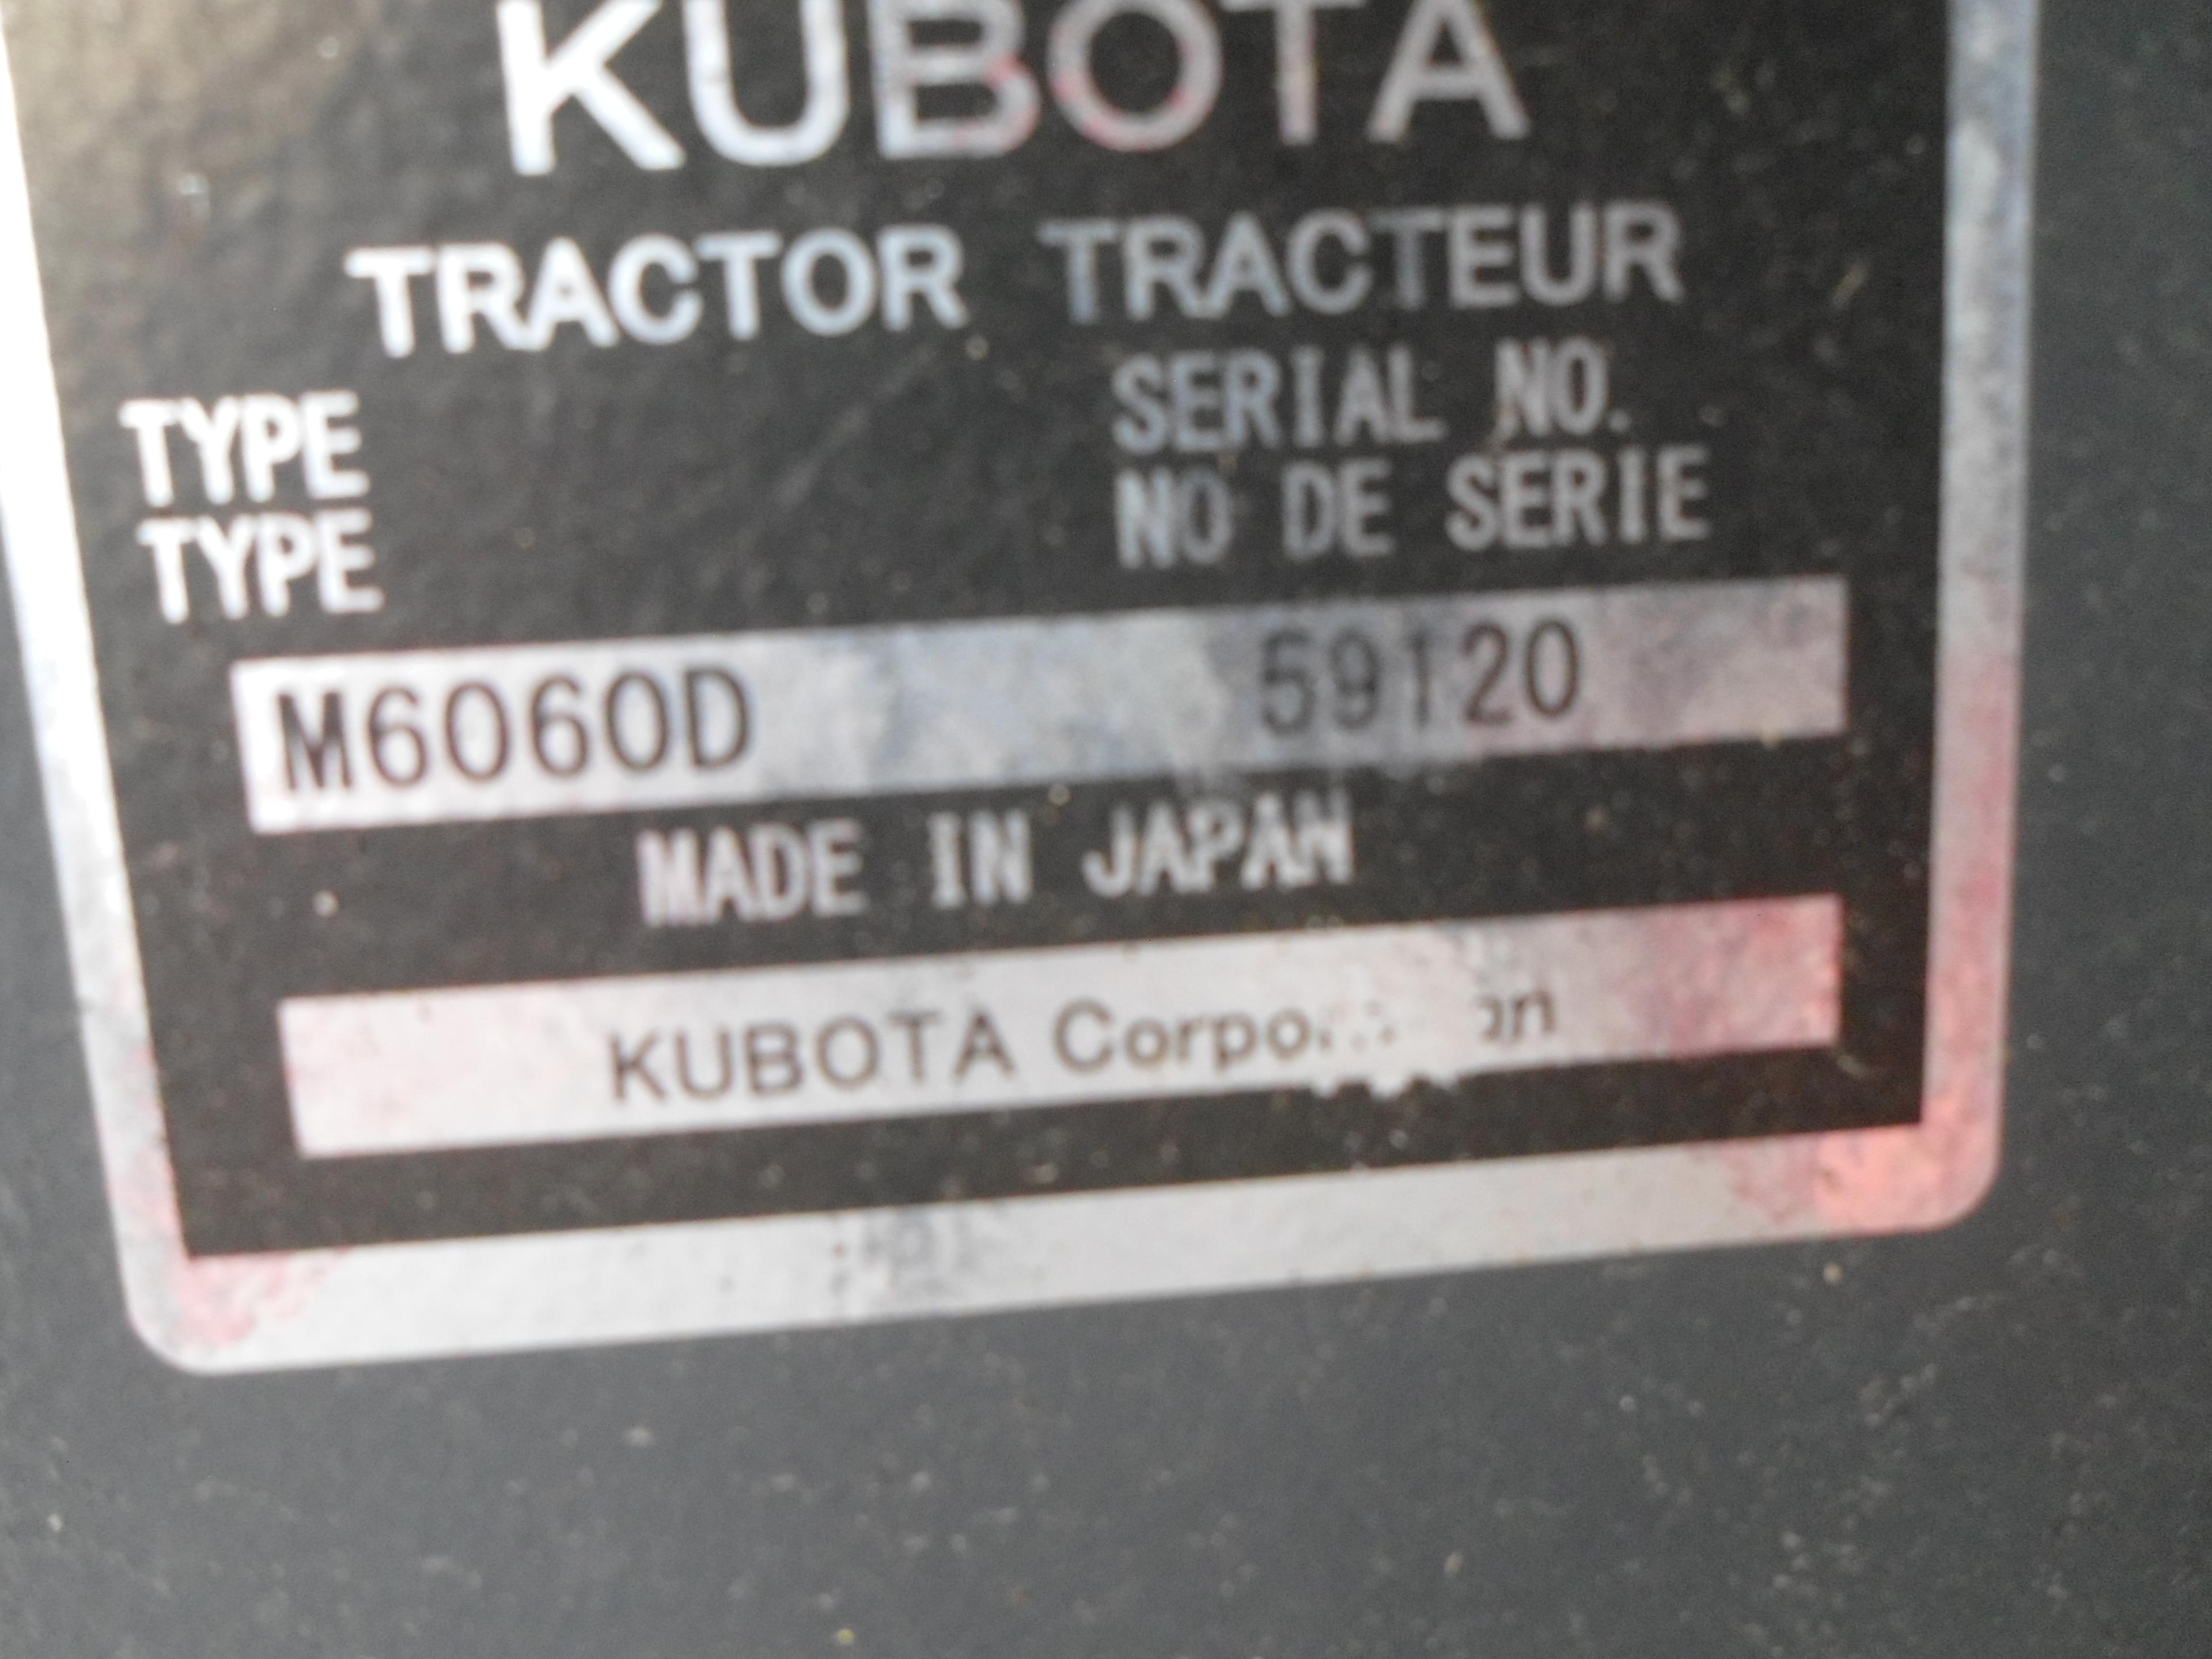 KUBOTA
TRACTOR TRACTEUR
TYPE SERIAL NO.
TYPE NO DE SERIE
M6060D 59120
MADE IN JAPAN
KUBOTA